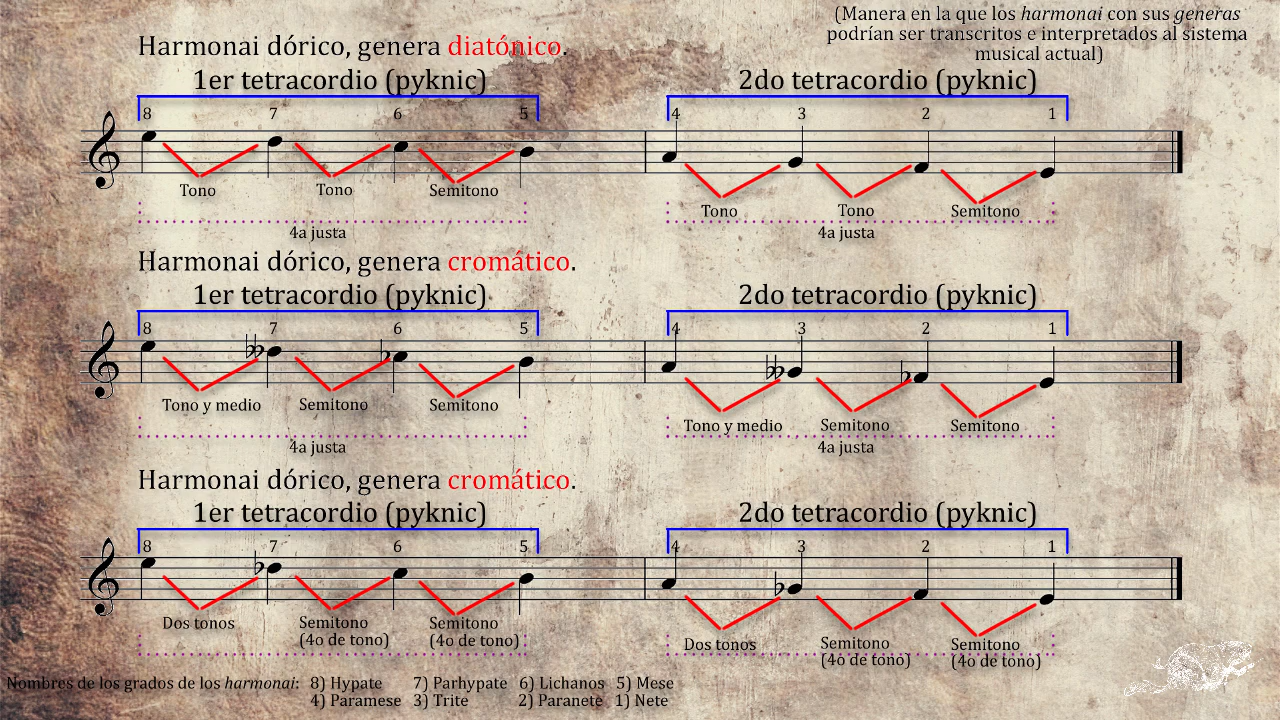 (Manera en la que los harmonai con sus generas
podrían ser transcritos e interpretados al sistema
musical actual)
Harmonai dórico, genera diatónico.
1er tetracordio (pyknic) 2do tetracordio (pyknic)
8 7 6 5 4 3 2 1
Tono Tono Semitono Tono Tono Semitono
4a justa 4a justa
Harmonai dórico, genera cromático.
1er tetracordio (pyknic) 2do tetracordio (pyknic)
8 7 6 5 4 3 2 1
Tono y medio Semitono Semitono Tono y medio Semitono Semitono
4a justa 4a justa
Harmonai dórico, genera cromático.
1er tetracordio (pyknic) 2do tetracordio (pyknic)
8 7 6 5 4 3 2 1
Dos tonos Semitono Semitono Dos tonos Semitono Semitono
(4o de tono) (4o de tono) (4o de tono) (4o de tono)
Nombres de los grados de los harmonai: 8) Hypate 7) Parhypate 6) Lichanos 5) Mese
4) Paramese 3) Trite 2) Paranete 1) Nete